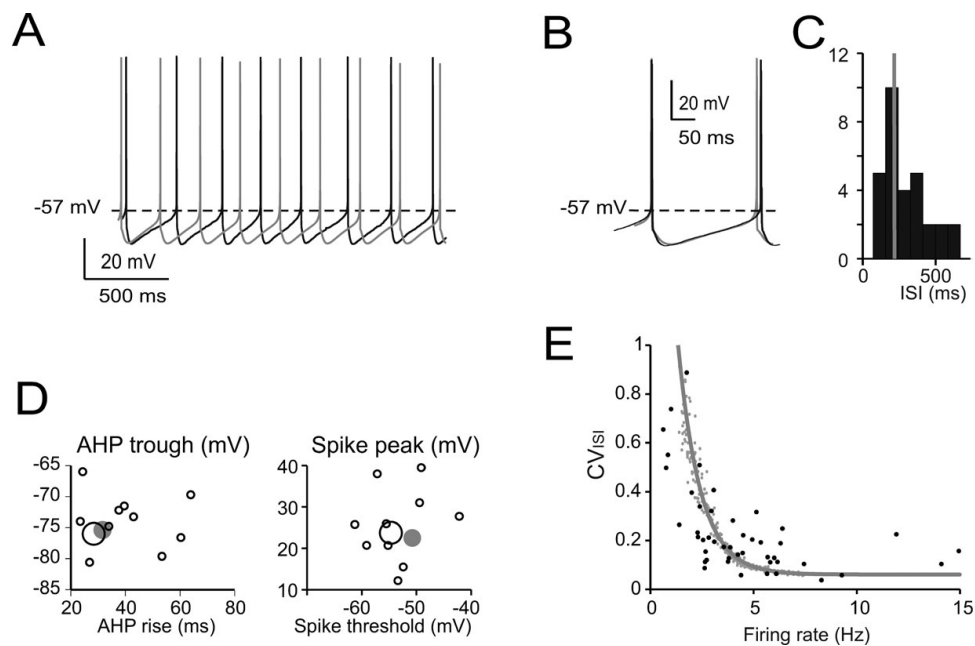 A
-57 mV
20 mV
500 ms
B
20 mV
50 ms
-57 mV
C
12
8
4
0
0
500
ISI (ms)
D
AHP trough (mV)
-65
-70
-75
-80
-85
20
40
60
80
AHP rise (ms)
Spike peak (mV)
40
30
20
10
-60
-50
-40
Spike threshold (mV)
E
1
0.8
0.6
0.4
0.2
0
CVISI
0
5
10
15
Firing rate (Hz)